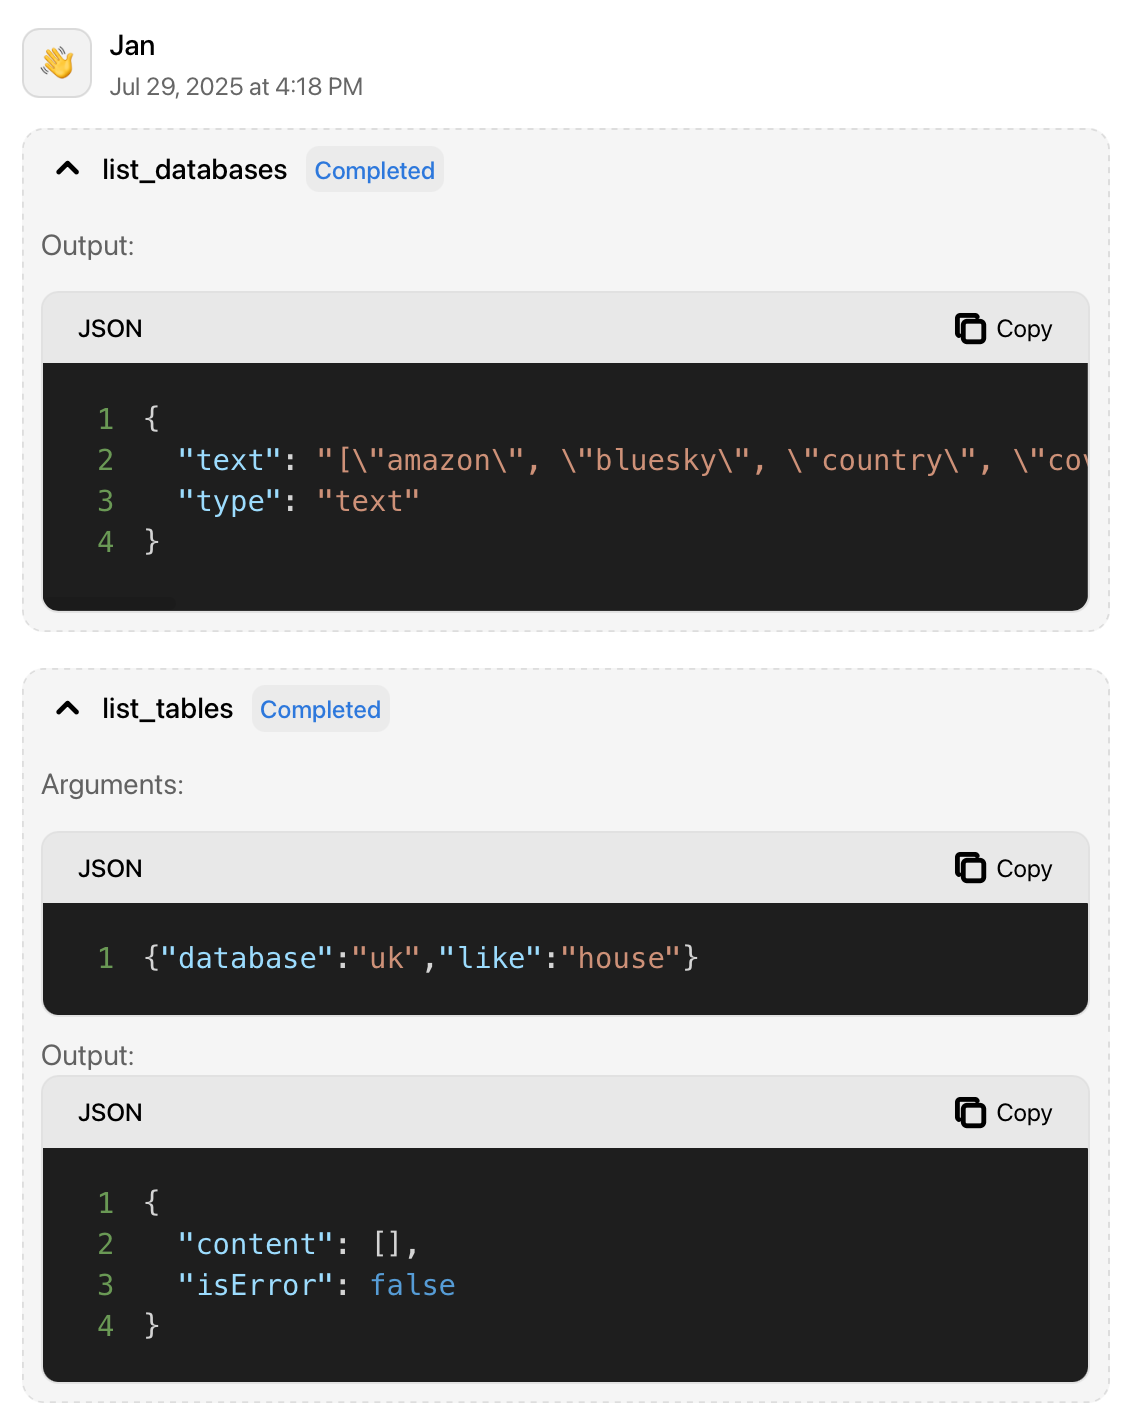 Jan
Jul 29, 2025 at 4:18 PM
list_databases Completed
Output:
JSON Copy
1 {
2 "text": "[\"amazon\", \"bluesky\", \"country\", \"cov
3 "type": "text"
4 }
list_tables Completed
Arguments:
JSON Copy
1 {"database":"uk","like":"house"}
Output:
JSON Copy
1 {
2 "content": [],
3 "isError": false
4 }